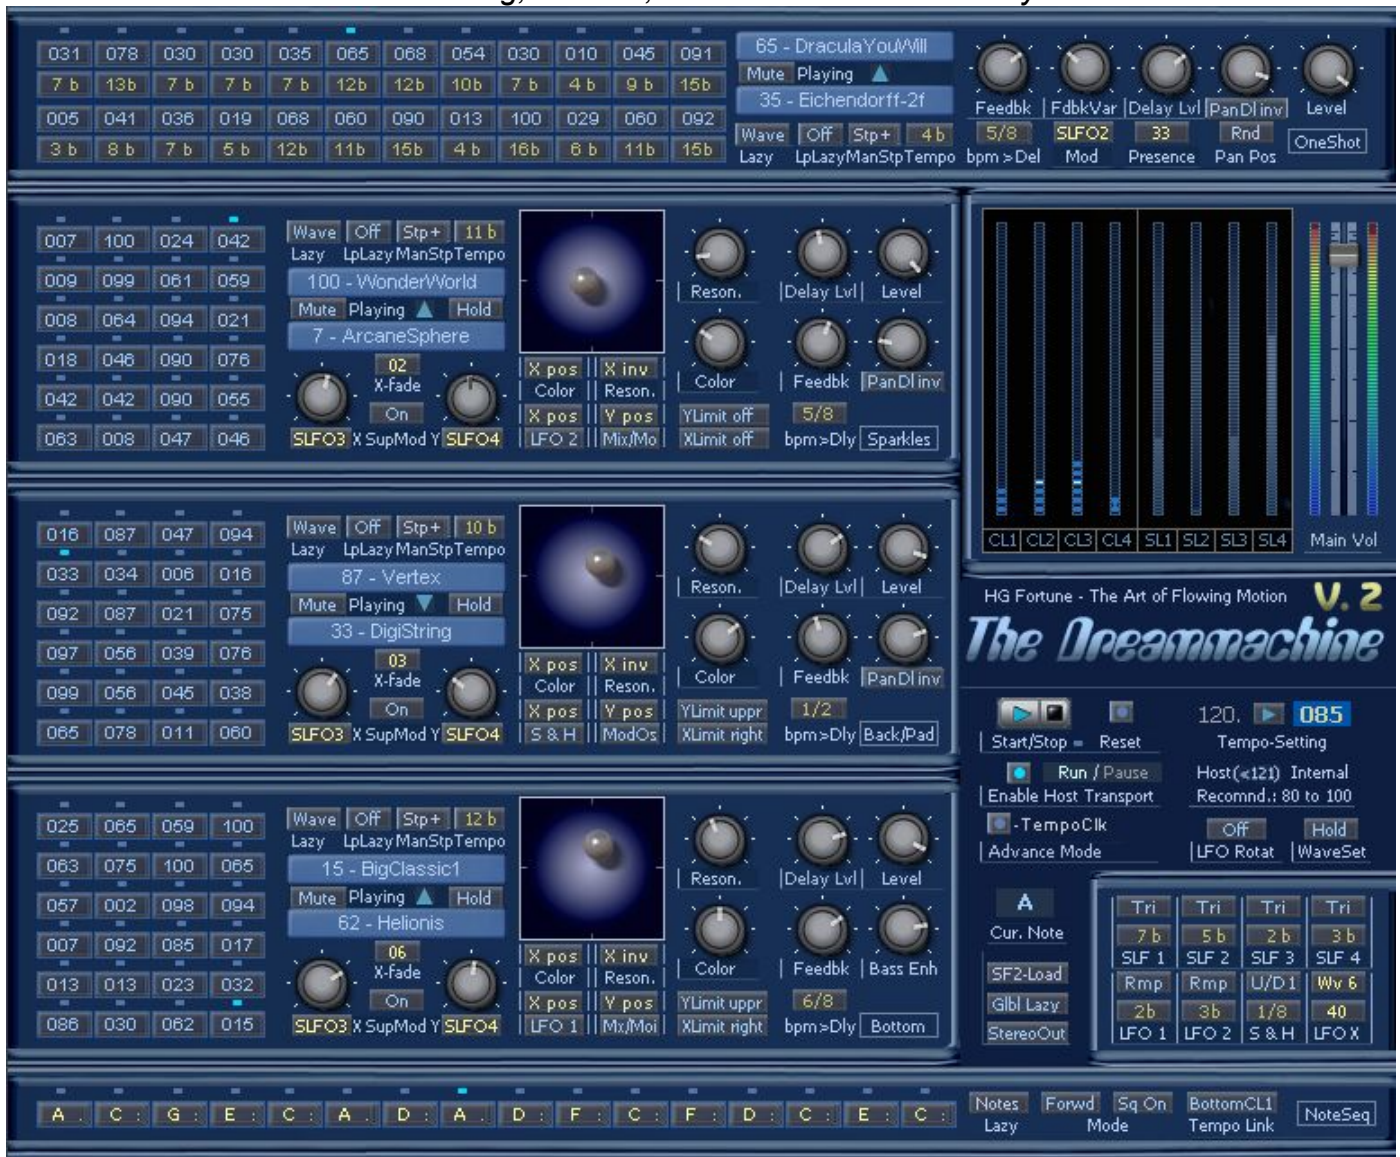 031 078 030 030 035 065 068 054 030 010 045 091
7 b 13b 7 b 7 b 7 b 12b 12b 10b 7 b 4 b 9 b 15b
005 041 036 019 068 060 090 013 100 029 060 092
3 b 8 b 7 b 5 b 12b 11b 15b 4 b 16b 6 b 11b 15b
65 - DraculaYouWill
Mute Playing
35 - Eichendorff-2f
Wave Off Stp+ 4 b
Lazy LpLazy ManStp Tempo
Feedbk FdbkVar Delay Lvl PanDl inv Level
5/8 SLFO2 33 Rnd OneShot
bpm >Del Mod Presence Pan Pos
007 100 024 042
009 099 061 059
008 064 094 021
018 046 090 076
042 042 090 055
063 008 047 046
Wave Off Stp+ 11 b
Lazy LpLazy ManStp Tempo
100 - WonderWorld
Mute Playing Hold
7 - ArcaneSphere
02
X-fade
On
SLFO3 X SupMod Y SLFO4
X pos X inv
Color Reson.
X pos Y pos
LFO 2 Mix/Mo
Reson. Delay Lvl Level
Color Feedbk PanDl inv
YLimit off 5/8
XLimit off bpm>Dly Sparkles
CL1 CL2 CL3 CL4 SL1 SL2 SL3 SL4 Main Vol
016 087 047 094
033 034 006 016
092 087 021 075
097 056 039 076
099 056 045 038
065 078 011 060
Wave Off Stp+ 10 b
Lazy LpLazy ManStp Tempo
87 - Vertex
Mute Playing Hold
33 - DigiString
03
X-fade
On
SLFO3 X SupMod Y SLFO4
X pos X inv
Color Reson.
X pos Y pos
S & H ModOs
Reson. Delay Lvl Level
Color Feedbk PanDl inv
YLimit uppr 1/2
XLimit right bpm>Dly Back/Pad
HG Fortune - The Art of Flowing Motion V. 2
The Dreammachine
120. 085
Start/Stop Reset Tempo-Setting
Run / Pause Host(<121) Internal
Enable Host Transport Recomnd.: 80 to 100
-TempoClk Off Hold
Advance Mode LFO Rotat WaveSet
025 065 059 100
063 075 100 065
057 002 098 094
007 092 085 017
013 013 023 032
086 030 062 015
Wave Off Stp+ 12 b
Lazy LpLazy ManStp Tempo
15 - BigClassic1
Mute Playing Hold
62 - Helionis
06
X-fade
On
SLFO3 X SupMod Y SLFO4
X pos X inv
Color Reson.
X pos Y pos
LFO 1 Mx/Moi
Reson. Delay Lvl Level
Color Feedbk Bass Enh
YLimit uppr 6/8
XLimit right bpm>Dly Bottom
A
Cur. Note
SF2-Load
Glbl Lazy
StereoOut
Tri Tri Tri Tri
7 b 5 b 2 b 3 b
SLF 1 SLF 2 SLF 3 SLF 4
Rmp Rmp U/D 1 Wv 6
2b 3b 1/8 40
LFO 1 LFO 2 S & H LFO X
A . C : G : E : C : A : D : A : D : F : C : F : D : C : E : C :
Notes Forwd Sq On BottomCL1 NoteSeq
Lazy Mode Tempo Link